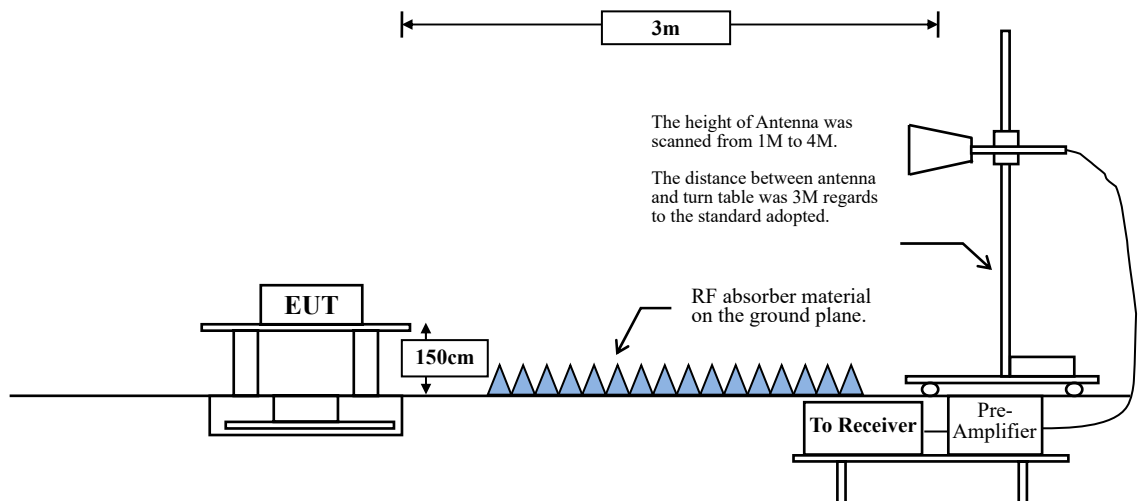 3m
The height of Antenna was
scanned from 1M to 4M.
The distance between antenna
and turn table was 3M regards
to the standard adopted.
RF absorber material
on the ground plane.
EUT
150cm
To Receiver
Pre-
Amplifier